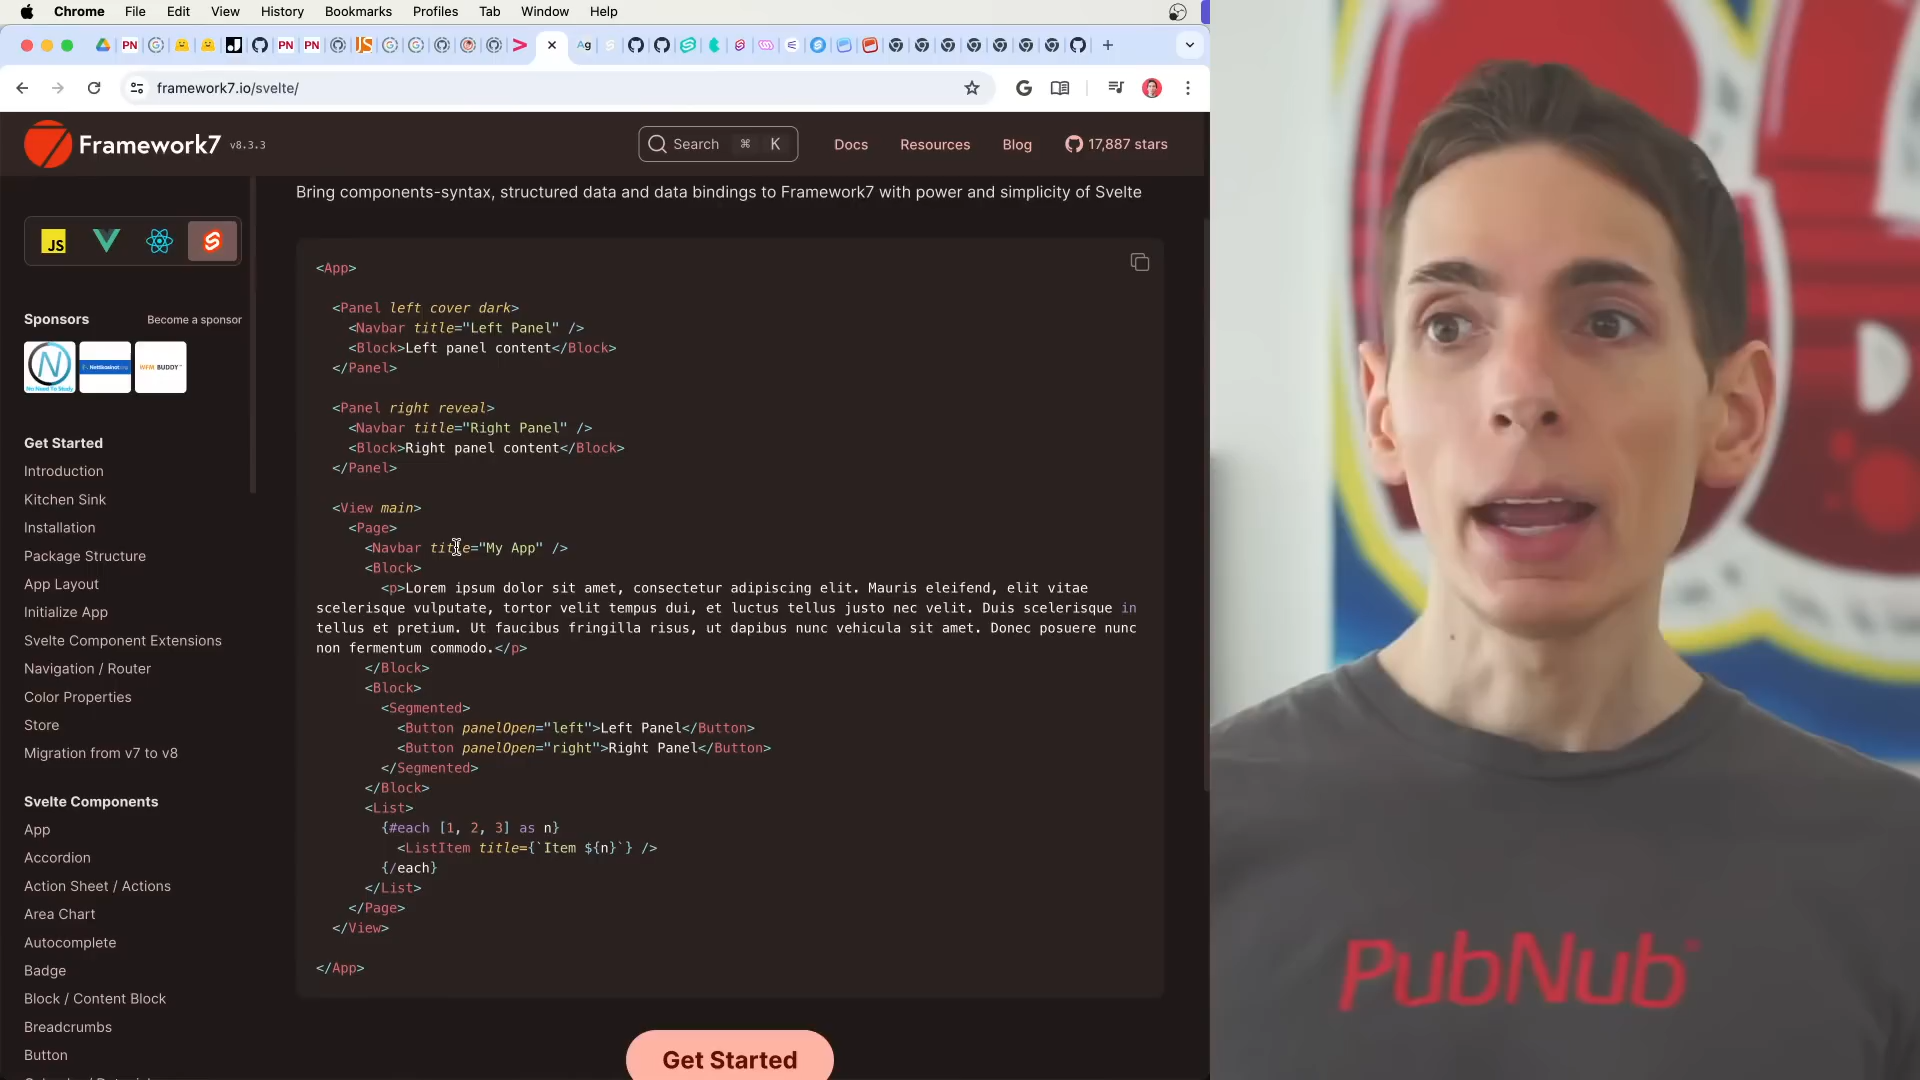 Chrome File Edit View History Bookmarks Profiles Tab Window Help
framework7.io/svelte/
Framework7 v8.3.3
Search ⌘ K
Docs
Resources
Blog
17,887 stars
Bring components-syntax, structured data and data bindings to Framework7 with power and simplicity of Svelte
JS
Sponsors
Become a sponsor
No Need To Study
WFM BUDDY
Get Started
Introduction
Kitchen Sink
Installation
Package Structure
App Layout
Initialize App
Svelte Component Extensions
Navigation / Router
Color Properties
Store
Migration from v7 to v8
Svelte Components
App
Accordion
Action Sheet / Actions
Area Chart
Autocomplete
Badge
Block / Content Block
Breadcrumbs
Button
<App>
<Panel left cover dark>
<Navbar title="Left Panel" />
<Block>Left panel content</Block>
</Panel>
<Panel right reveal>
<Navbar title="Right Panel" />
<Block>Right panel content</Block>
</Panel>
<View main>
<Page>
<Navbar title="My App" />
<Block>
<p>Lorem ipsum dolor sit amet, consectetur adipiscing elit. Mauris eleifend, elit vitae
scelerisque vulputate, tortor velit tempus dui, et luctus tellus justo nec velit. Duis scelerisque in
tellus et pretium. Ut faucibus fringilla risus, ut dapibus nunc vehicula sit amet. Donec posuere nunc
non fermentum commodo.</p>
</Block>
<Block>
<Segmented>
<Button panelOpen="left">Left Panel</Button>
<Button panelOpen="right">Right Panel</Button>
</Segmented>
</Block>
<List>
{#each [1, 2, 3] as n}
<ListItem title={`Item ${n}`} />
{/each}
</List>
</Page>
</View>
</App>
Get Started
PubNub